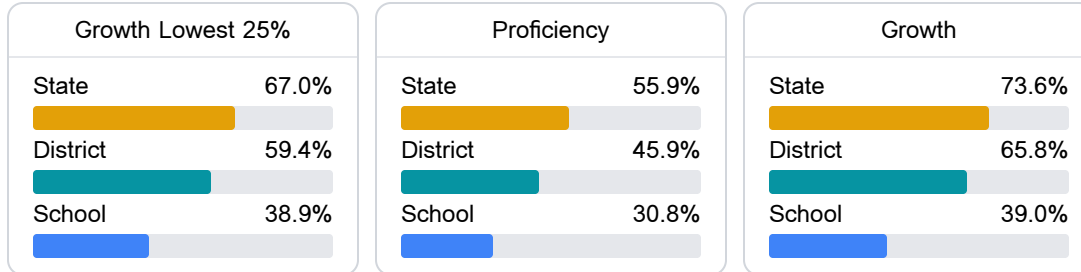 Growth Lowest 25%
State 67.0%
District 59.4%
School 38.9%
Proficiency
State 55.9%
District 45.9%
School 30.8%
Growth
State 73.6%
District 65.8%
School 39.0%